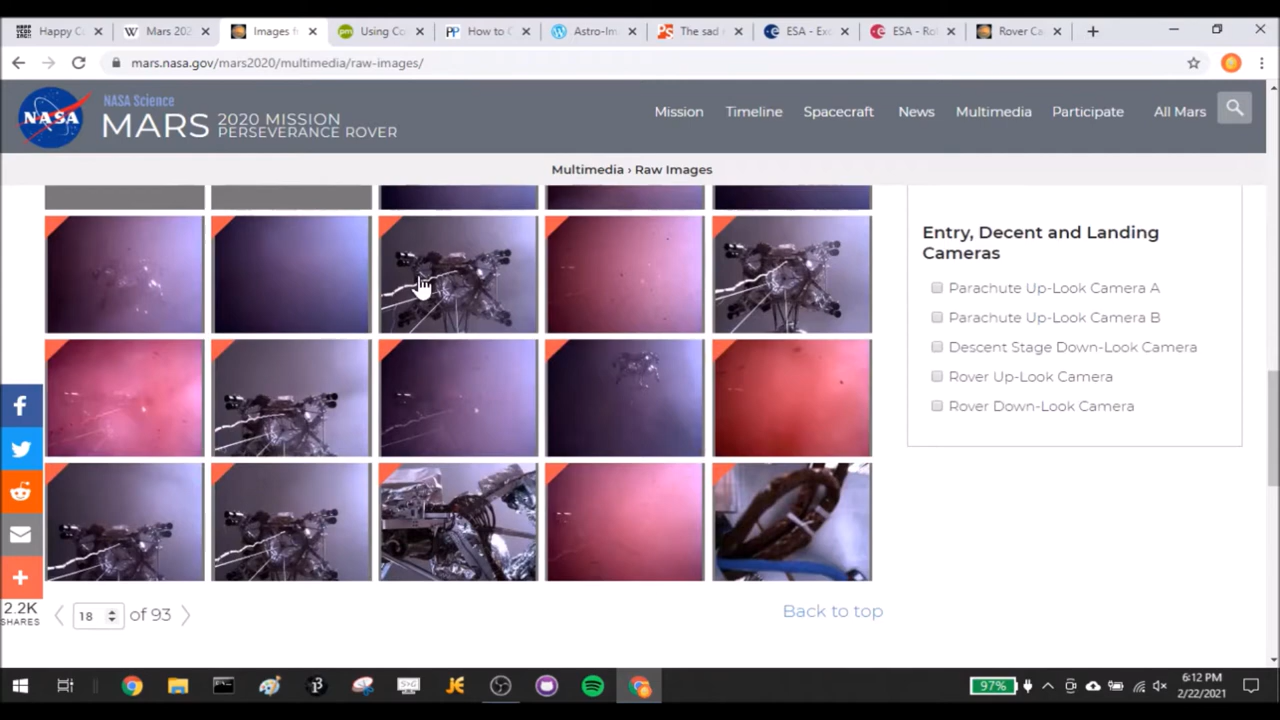 Happy C
Mars 202
Images f
Using Co
How to C
Astro-Im
The sad
ESA - Exo
ESA - Ro
Rover Ca
mars.nasa.gov/mars2020/multimedia/raw-images/
NASA
NASA Science
MARS
2020 MISSION
PERSEVERANCE ROVER
Mission
Timeline
Spacecraft
News
Multimedia
Participate
All Mars
Multimedia › Raw Images
Entry, Decent and Landing
Cameras
Parachute Up-Look Camera A
Parachute Up-Look Camera B
Descent Stage Down-Look Camera
Rover Up-Look Camera
Rover Down-Look Camera
2.2K
SHARES
18 of 93
Back to top
97%
6:12 PM
2/22/2021